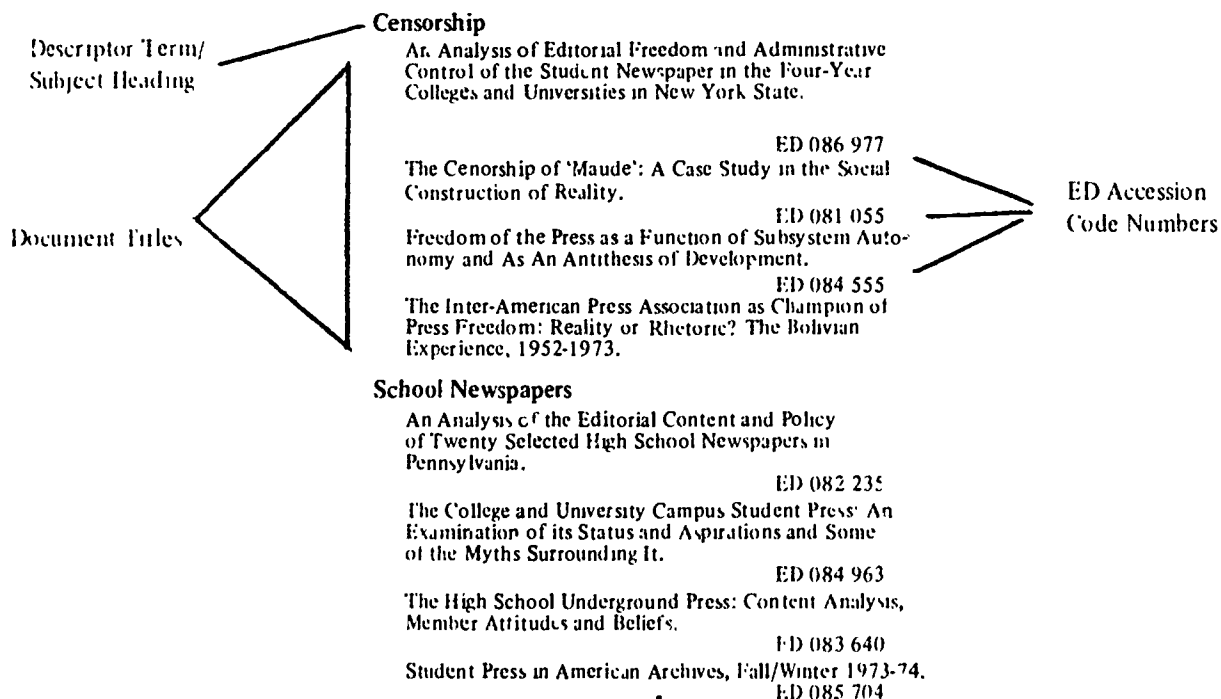 Censorship
Descriptor Term/
Subject Heading
An Analysis of Editorial Freedom and Administrative
Control of the Student Newspaper in the Four-Year
Colleges and Universities in New York State.
ED 086 977
The Cenorship of 'Maude': A Case Study in the Social
Construction of Reality.
ED 081 055
ED Accession
Code Numbers
Document Titles
Freedom of the Press as a Function of Subsystem Auto-
nomy and As An Antithesis of Development.
ED 084 555
The Inter-American Press Association as Champion of
Press Freedom: Reality or Rhetoric? The Bolivian
Experience, 1952-1973.
School Newspapers
An Analysis of the Editorial Content and Policy
of Twenty Selected High School Newspapers in
Pennsylvania.
ED 082 235
The College and University Campus Student Press: An
Examination of its Status and Aspirations and Some
of the Myths Surrounding It.
ED 084 963
The High School Underground Press: Content Analysis,
Member Attitudes and Beliefs.
ED 083 640
Student Press in American Archives, Fall/Winter 1973-74.
ED 085 704